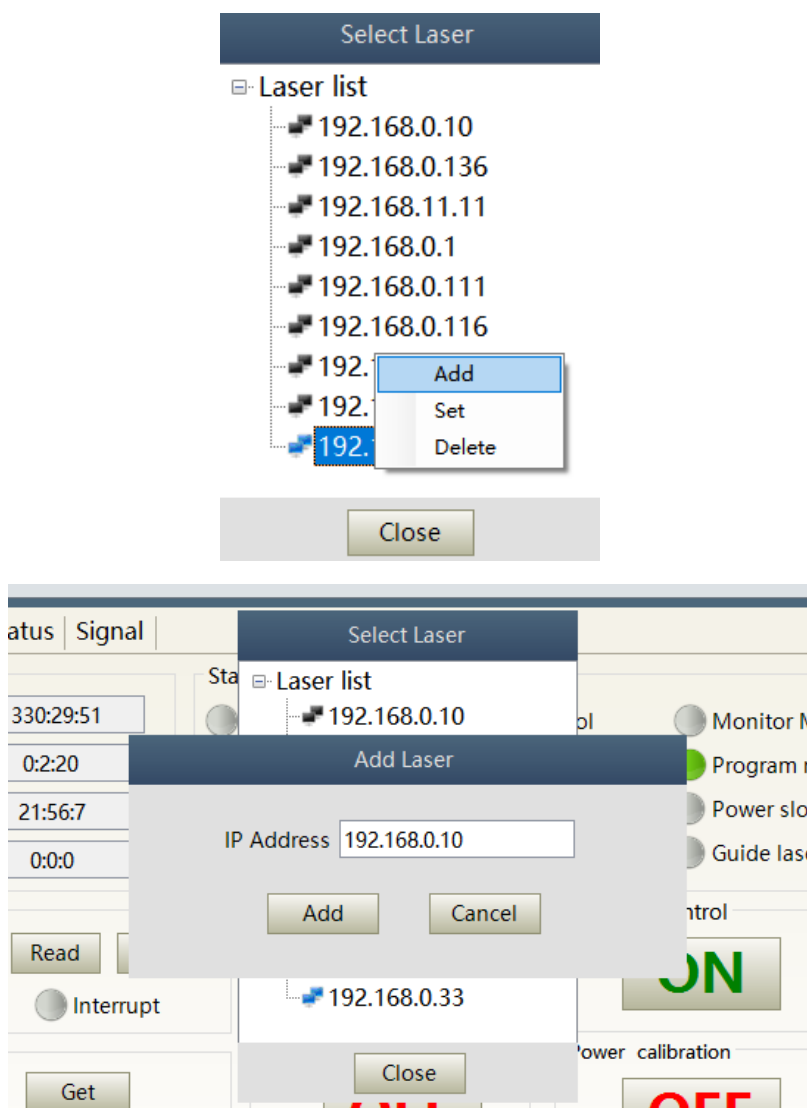 Select Laser
Laser list
192.168.0.10
192.168.0.136
192.168.11.11
192.168.0.1
192.168.0.111
192.168.0.116
192.
Add
192.
Set
192.
Delete
Close
atus Signal
Select Laser
Sta
Laser list
330:29:51
192.168.0.10
ol
Monitor M
0:2:20
Add Laser
Program r
21:56:7
Power slo
IP Address 192.168.0.10
0:0:0
Guide lase
Add Cancel
ntrol
Read
ON
192.168.0.33
Interrupt
Power calibration
Close
Get
OFF